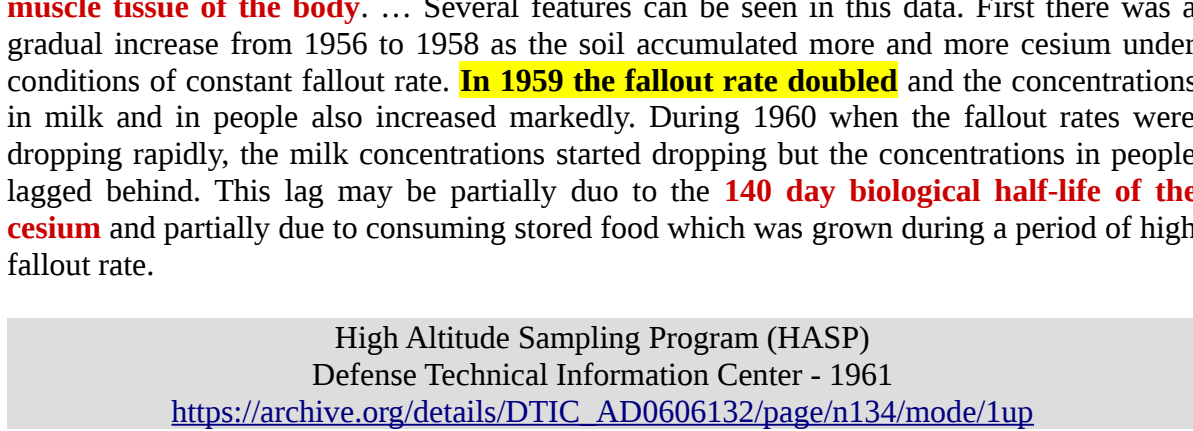 muscle tissue of the body. … Several features can be seen in this data. First there was a
gradual increase from 1956 to 1958 as the soil accumulated more and more cesium under
conditions of constant fallout rate. In 1959 the fallout rate doubled and the concentrations
in milk and in people also increased markedly. During 1960 when the fallout rates were
dropping rapidly, the milk concentrations started dropping but the concentrations in people
lagged behind. This lag may be partially duo to the 140 day biological half-life of the
cesium and partially due to consuming stored food which was grown during a period of high
fallout rate.
High Altitude Sampling Program (HASP)
Defense Technical Information Center - 1961
https://archive.org/details/DTIC_AD0606132/page/n134/mode/1up